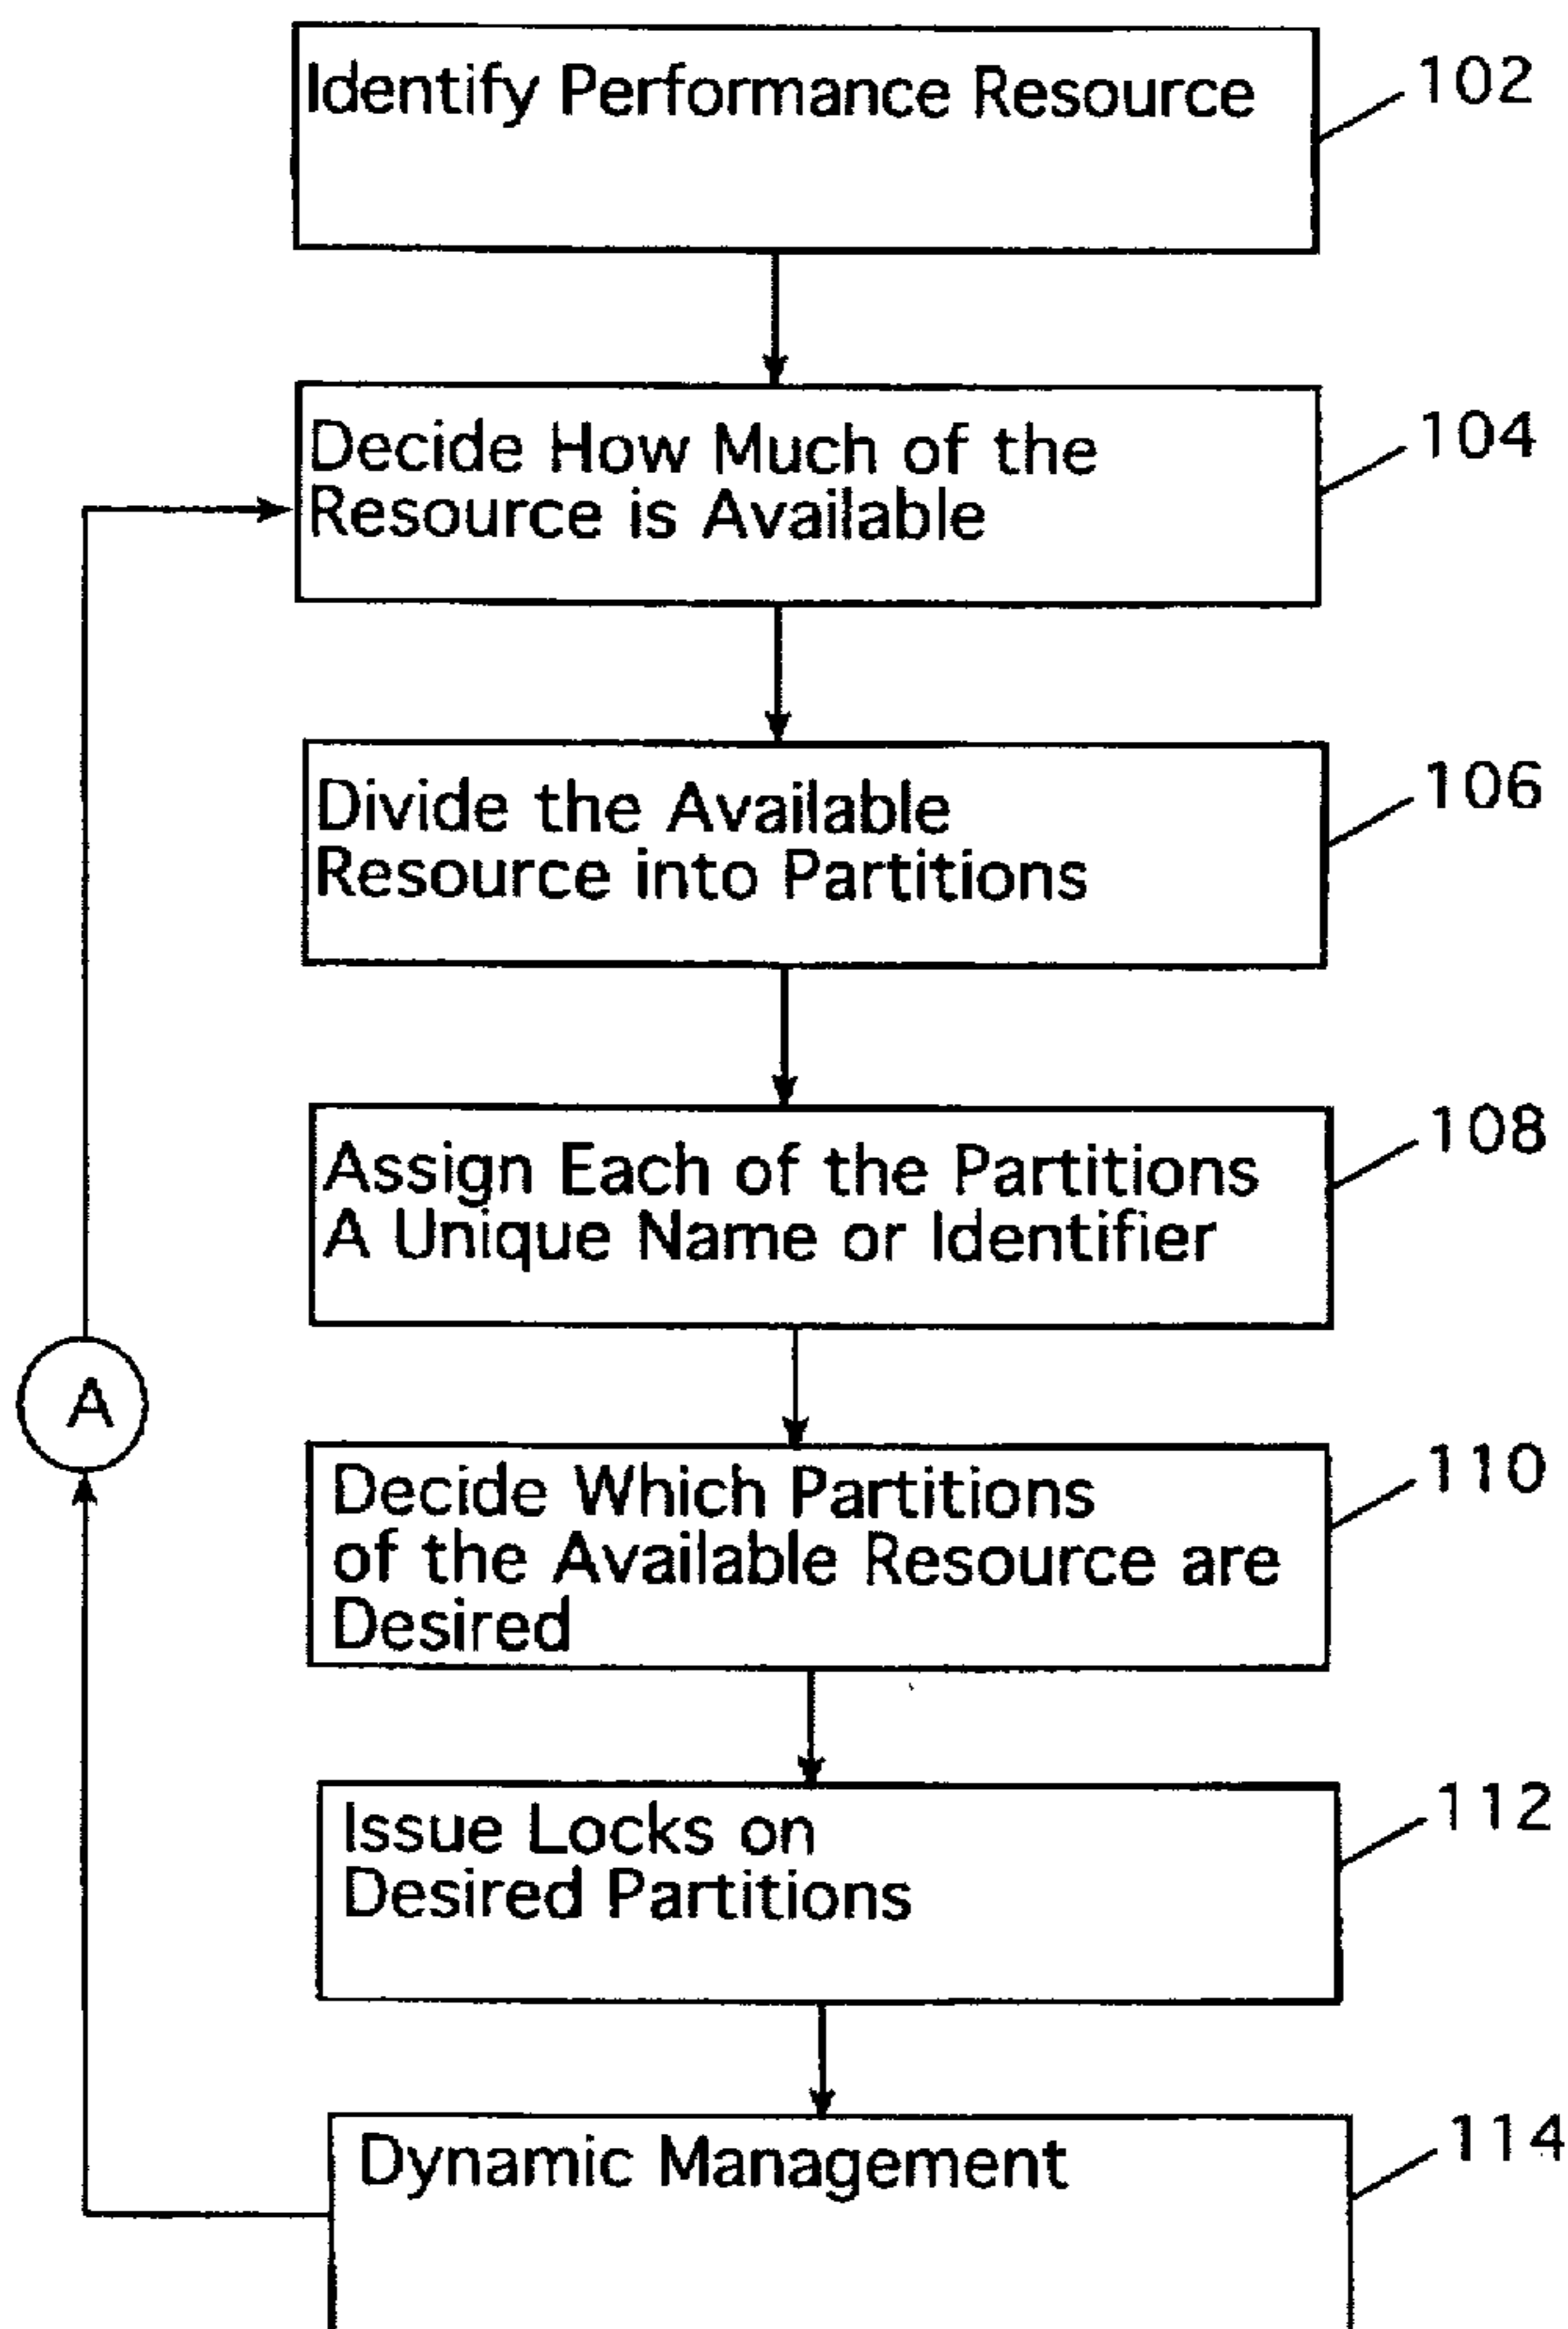 Identify Performance Resource
102
Decide How Much of the
Resource is Available
104
Divide the Available
Resource into Partitions
106
Assign Each of the Partitions
A Unique Name or Identifier
108
A
Decide Which Partitions
of the Available Resource are
Desired
110
Issue Locks on
Desired Partitions
112
Dynamic Management
114